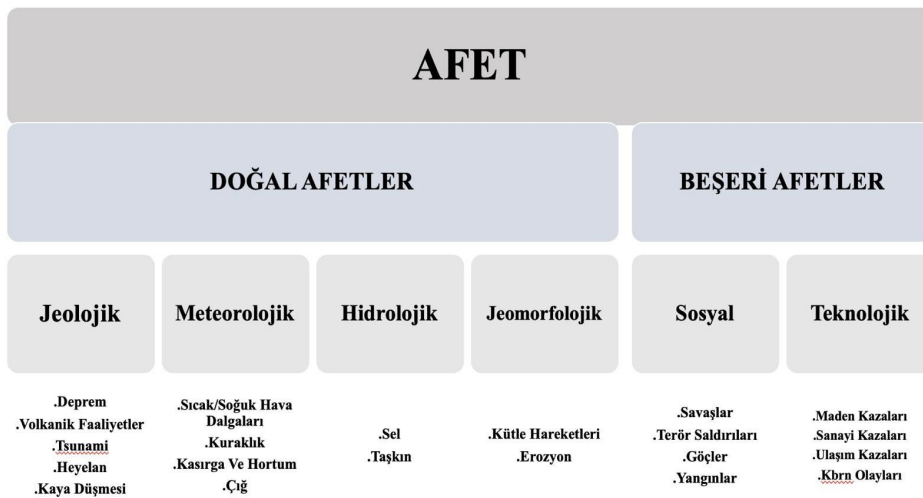 AFET
DOĞAL AFETLER
BEŞERİ AFETLER
Jeolojik
Meteorolojik
Hidrolojik
Jeomorfolojik
Sosyal
Teknolojik
.Deprem
.Volkanik Faaliyetler
.Tsunami
.Heyelan
.Kaya Düşmesi
.Sıcak/Soğuk Hava
Dalgaları
.Kuraklık
.Kasırga Ve Hortum
.Çığ
.Sel
.Taşkın
.Kütle Hareketleri
.Erozyon
.Savaşlar
.Terör Saldırıları
.Göçler
.Yangınlar
.Maden Kazaları
.Sanayi Kazaları
.Ulaşım Kazaları
.Kbrn Olayları